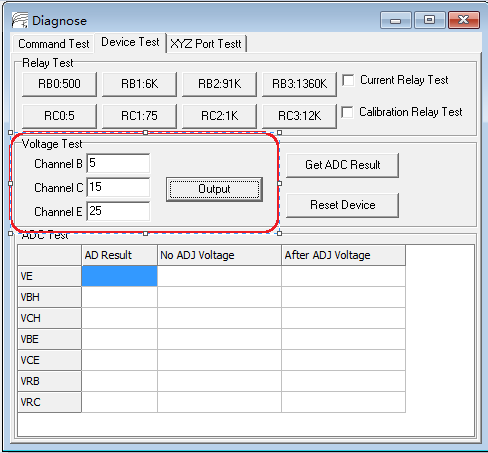 Diagnose
Command Test Device Test XYZ Port Testt
Relay Test
RB0:500 RB1:6K RB2:91K RB3:1360K Current Relay Test
RC0:5 RC1:75 RC2:1K RC3:12K Calibration Relay Test
Voltage Test
Channel B 5
Channel C 15
Channel E 25
Output
Get ADC Result
Reset Device
ADC Test
AD Result No ADJ Voltage After ADJ Voltage
VE
VBH
VCH
VBE
VCE
VRB
VRC